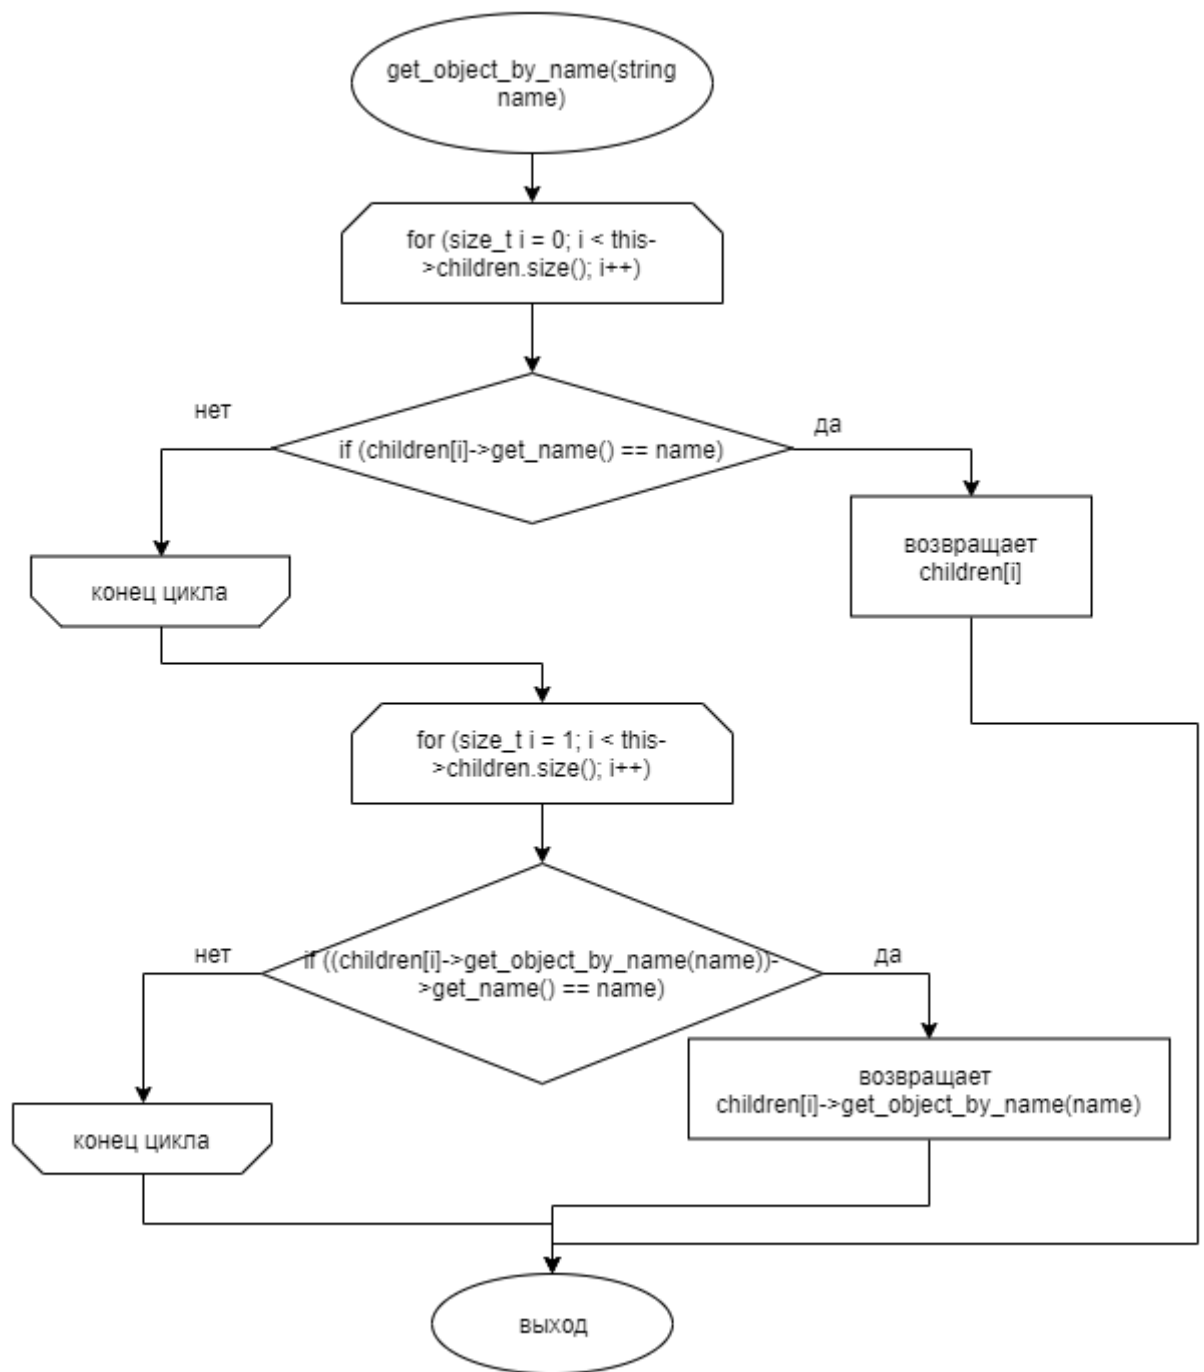 get_object_by_name(string
name)
for (size_t i = 0; i < this-
>children.size(); i++)
нет
да
if (children[i]->get_name() == name)
возвращает
children[i]
конец цикла
for (size_t i = 1; i < this-
>children.size(); i++)
нет
да
if ((children[i]->get_object_by_name(name))-
>get_name() == name)
возвращает
children[i]->get_object_by_name(name)
конец цикла
выход